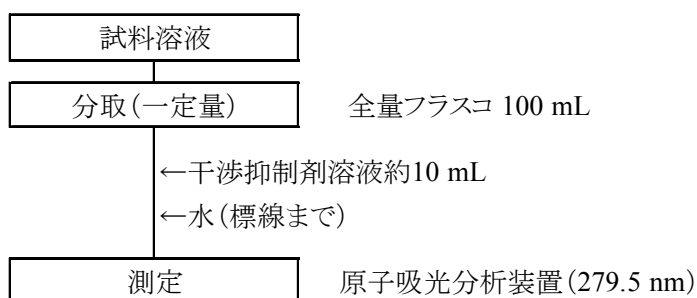 試料溶液
分取（一定量） 全量フラスコ 100 mL
←干渉抑制剤溶液約10 mL
←水（標線まで）
測定 原子吸光分析装置（279.5 nm）